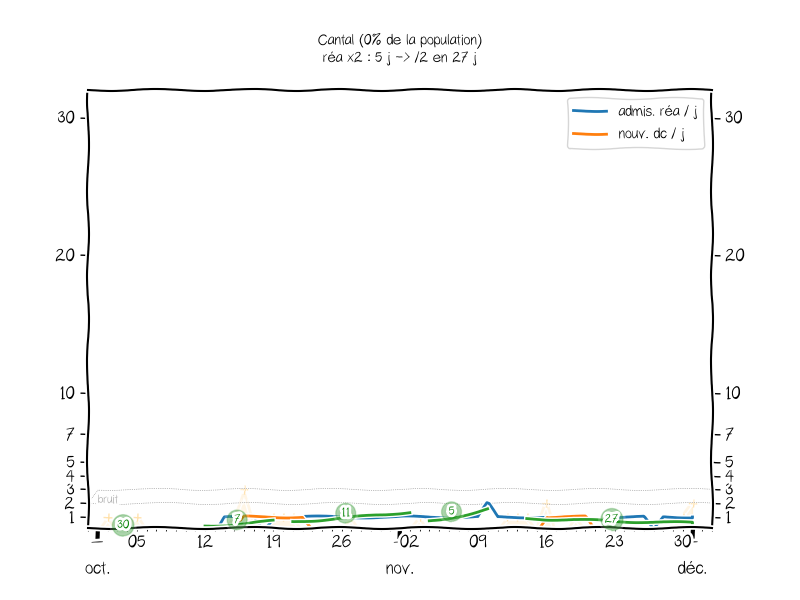 Cantal (0% de la population)
réa x2 : 5 j -> /2 en 27 j
admis. réa / j
nouv. dc / j
30 30
20 20
10 10
7 7
5 5
4 4
3 3
2 2
1 1
bruit
30 7 11 5 27
05 12 19 26 02 09 16 23 30
oct. nov. déc.